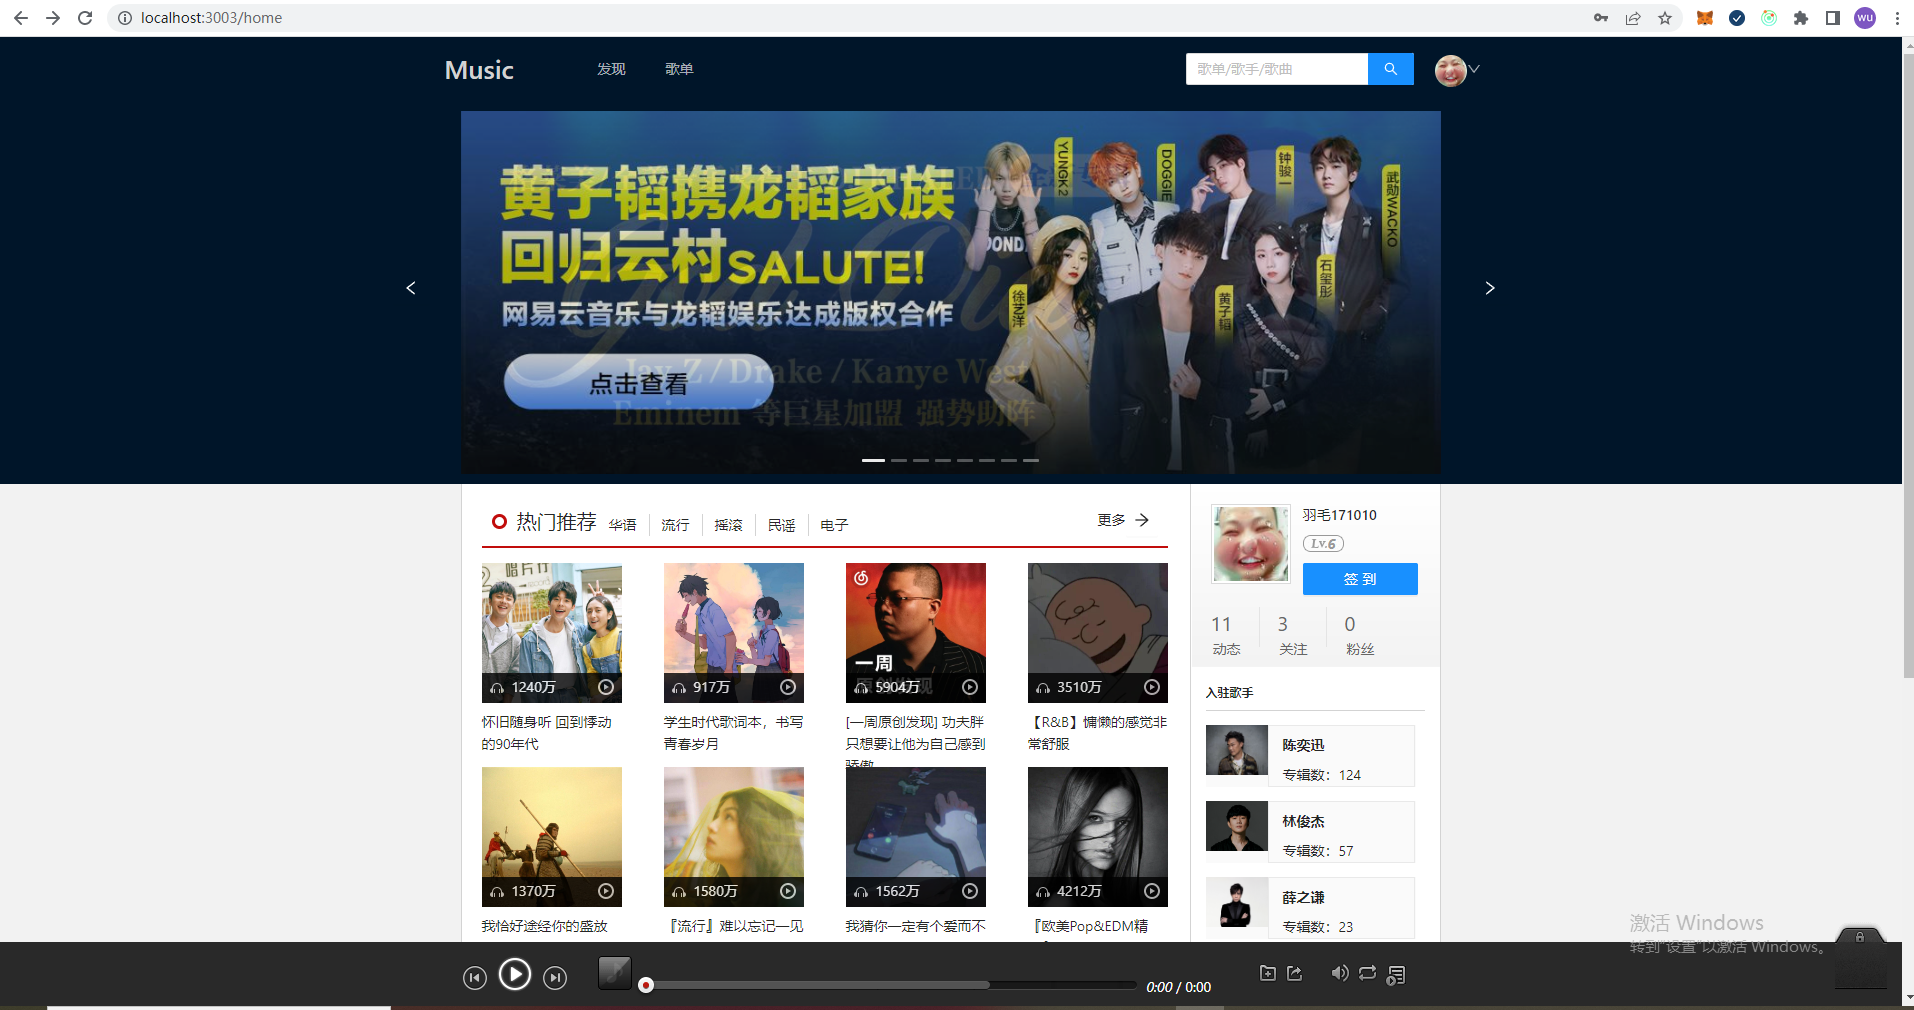 localhost:3003/home
wu
Music
发现
歌单
歌单/歌手/歌曲
黄子韬携龙韬家族
回归云村SALUTE!
网易云音乐与龙韬娱乐达成版权合作
点击查看
Jay Z / Drake / Kanye West
Eminem 等巨星加盟 强势助阵
YUNGK2
DOGGIE
钟骏一
武勋WACKO
徐艺洋
黄子韬
石玺彤
热门推荐
华语
流行
摇滚
民谣
电子
更多
1240万
917万
一周
原创发现
5904万
3510万
怀旧随身听 回到悸动
的90年代
学生时代歌词本，书写
青春岁月
[一周原创发现] 功夫胖
只想要让他为自己感到
骄傲
【R&B】慵懒的感觉非
常舒服
1370万
1580万
1562万
4212万
我恰好途经你的盛放
『流行』难以忘记一见
我猜你一定有个爱而不
『欧美Pop&EDM精
羽毛171010
Lv.6
签 到
11
动态
3
关注
0
粉丝
入驻歌手
陈奕迅
专辑数：124
林俊杰
专辑数：57
薛之谦
专辑数：23
激活 Windows
转到"设置"以激活 Windows。
0:00 / 0:00